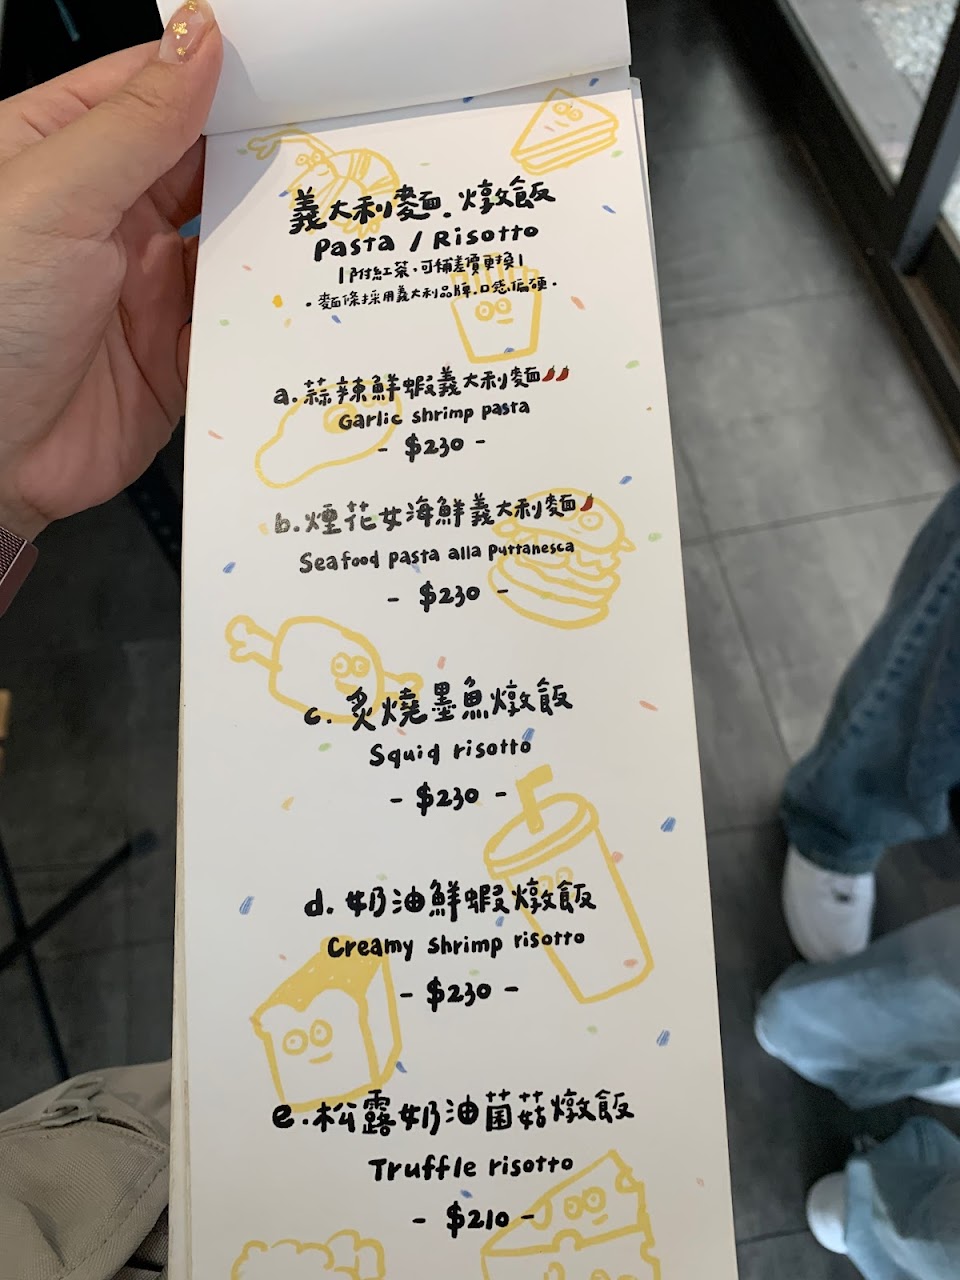 義大利麵.燉飯
Pasta / Risotto
|附紅茶.可補差價更換|
．麵條採用義大利品牌.口感偏硬．
a.蒜辣鮮蝦義大利麵
Garlic shrimp pasta
- $230 -
b.煙花女海鮮義大利麵
Seafood pasta alla puttanesca
- $230 -
c. 炙燒墨魚燉飯
Squid risotto
- $230 -
d. 奶油鮮蝦燉飯
Creamy shrimp risotto
- $230 -
e.松露奶油菌菇燉飯
Truffle risotto
- $210 -